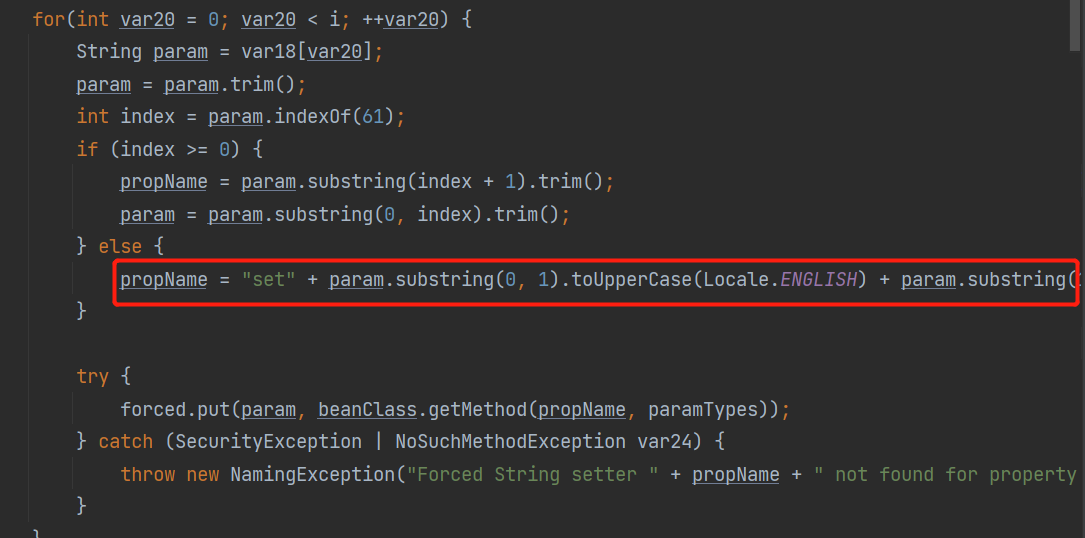 for(int var20 = 0; var20 < i; ++var20) {
String param = var18[var20];
param = param.trim();
int index = param.indexOf(61);
if (index >= 0) {
propName = param.substring(index + 1).trim();
param = param.substring(0, index).trim();
} else {
propName = "set" + param.substring(0, 1).toUpperCase(Locale.ENGLISH) + param.substring(
}
try {
forced.put(param, beanClass.getMethod(propName, paramTypes));
} catch (SecurityException | NoSuchMethodException var24) {
throw new NamingException("Forced String setter " + propName + " not found for property
}
}